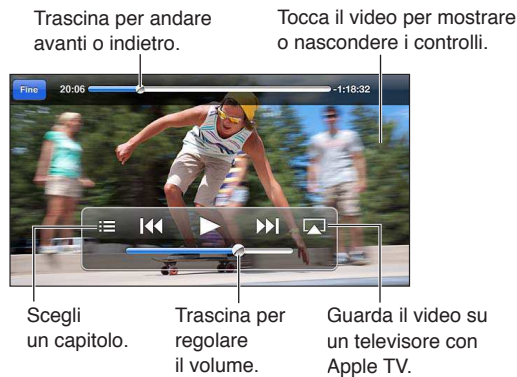 Trascina per andare
avanti o indietro.
Tocca il video per mostrare
o nascondere i controlli.
Fine
20:06
-1:18:32
Scegli
un capitolo.
Trascina per
regolare
il volume.
Guarda il video su
un televisore con
Apple TV.